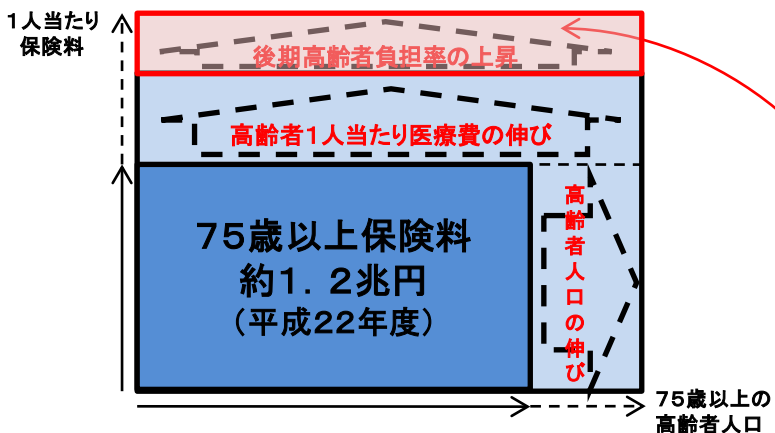 1人当たり
保険料
後期高齢者負担率の上昇
高齢者1人当たり医療費の伸び
75歳以上保険料
約1.2兆円
（平成22年度）
高齢者人口の伸び
75歳以上の
高齢者人口